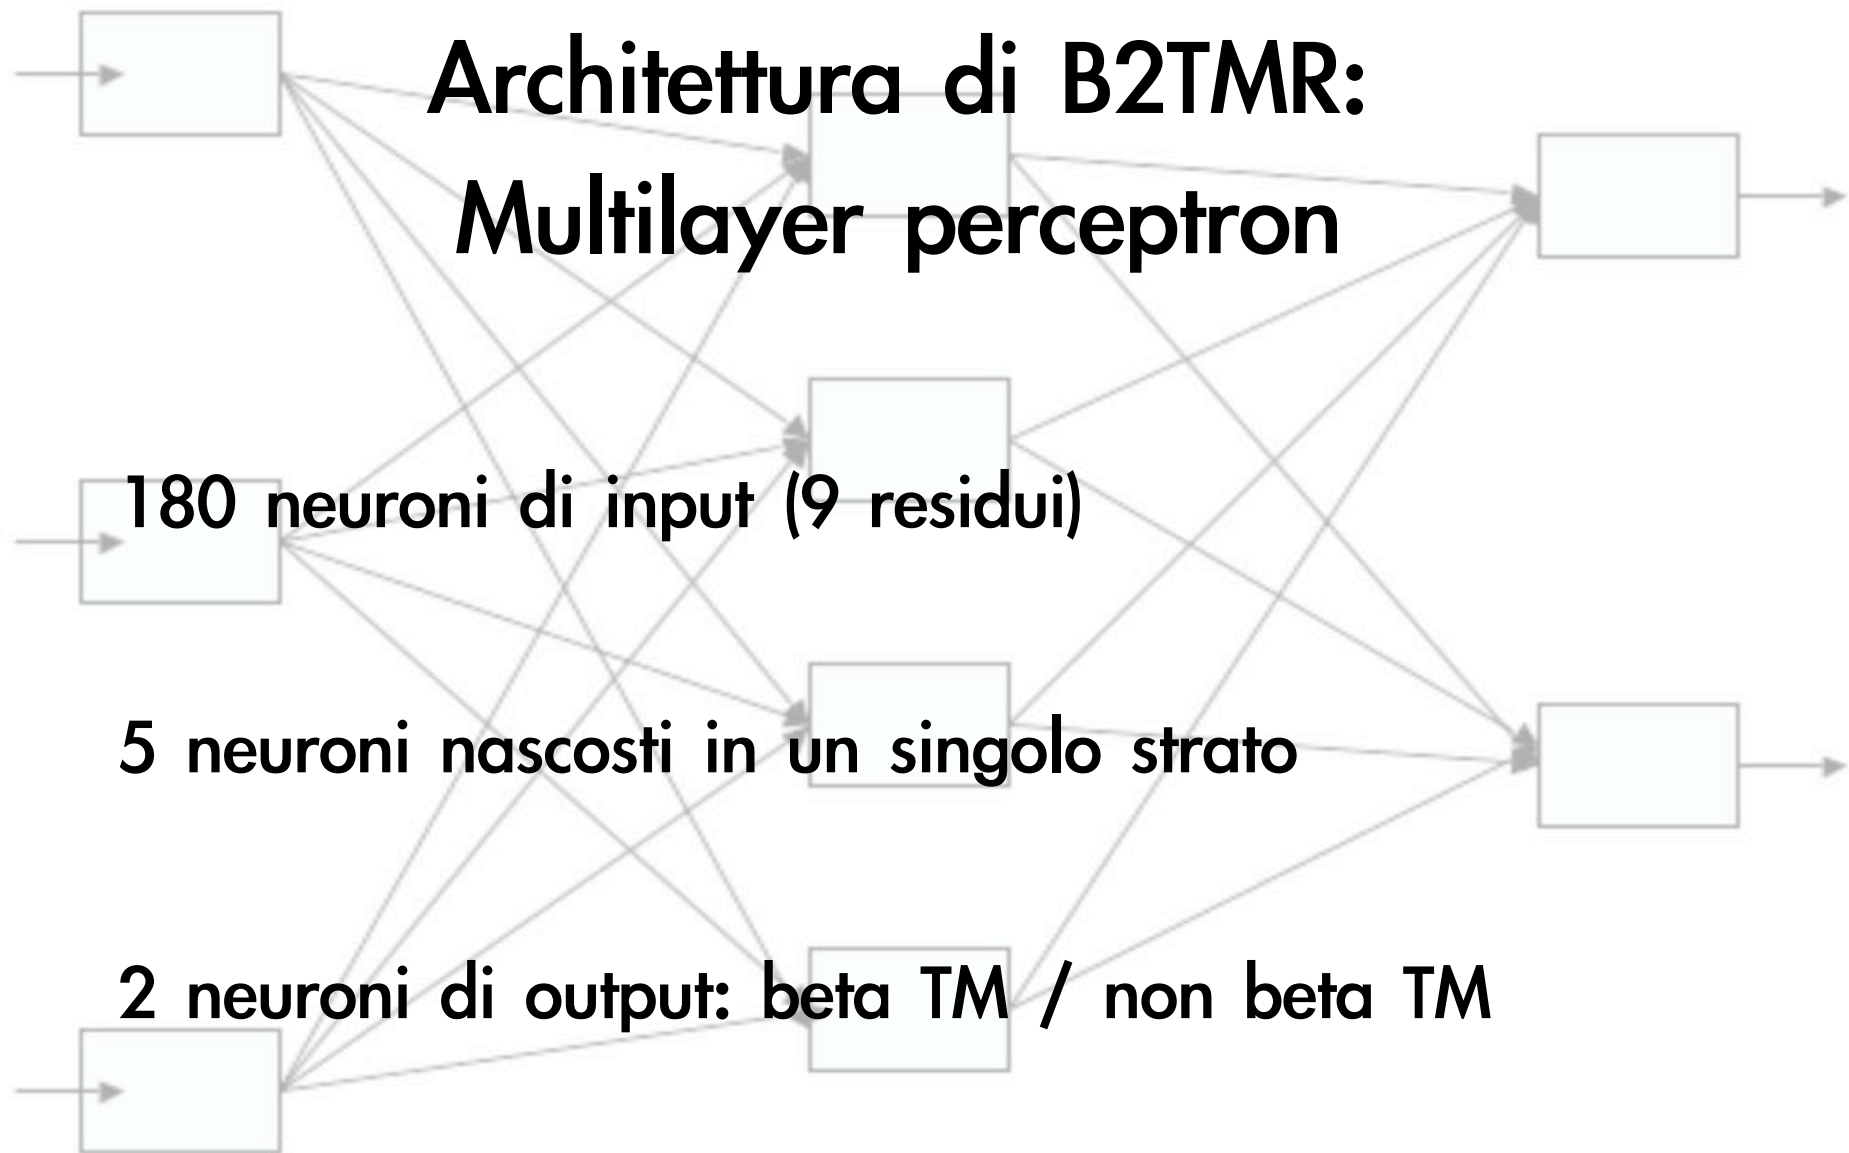 Architettura di B2TMR:
Multilayer perceptron
180 neuroni di input (9 residui)
5 neuroni nascosti in un singolo strato
2 neuroni di output: beta TM / non beta TM